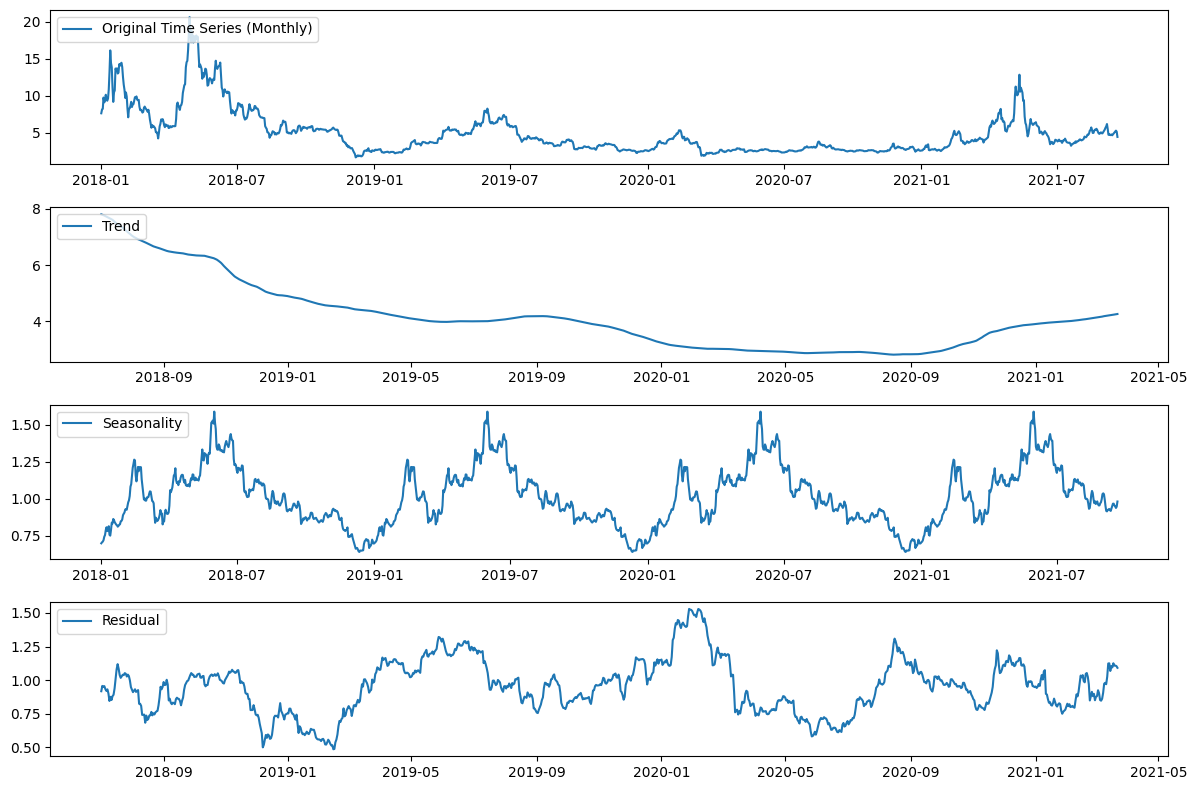 Original Time Series (Monthly)
20
15
10
5
2018-01 2018-07 2019-01 2019-07 2020-01 2020-07 2021-01 2021-07
Trend
8
6
4
2018-09 2019-01 2019-05 2019-09 2020-01 2020-05 2020-09 2021-01 2021-05
Seasonality
1.50
1.25
1.00
0.75
2018-01 2018-07 2019-01 2019-07 2020-01 2020-07 2021-01 2021-07
Residual
1.50
1.25
1.00
0.75
0.50
2018-09 2019-01 2019-05 2019-09 2020-01 2020-05 2020-09 2021-01 2021-05